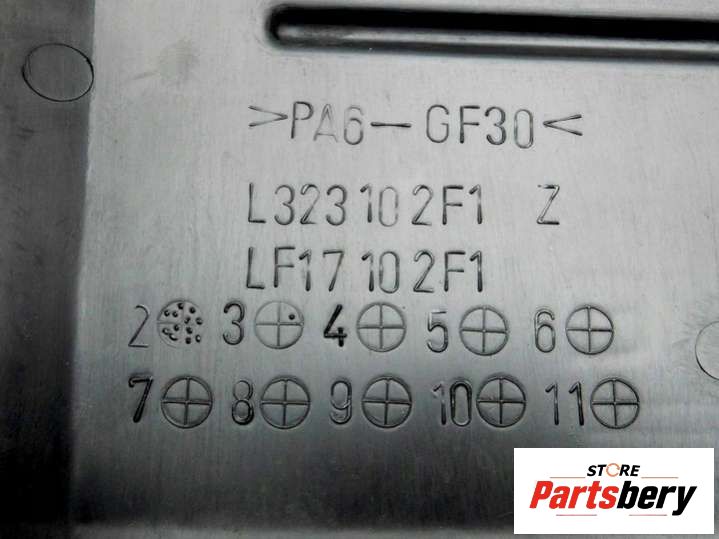 >PA6-GF30<
L323 10 2F1 Z
LF17 10 2F1
2 3 4 5 6
7 8 9 10 11
STORE
Partsbery